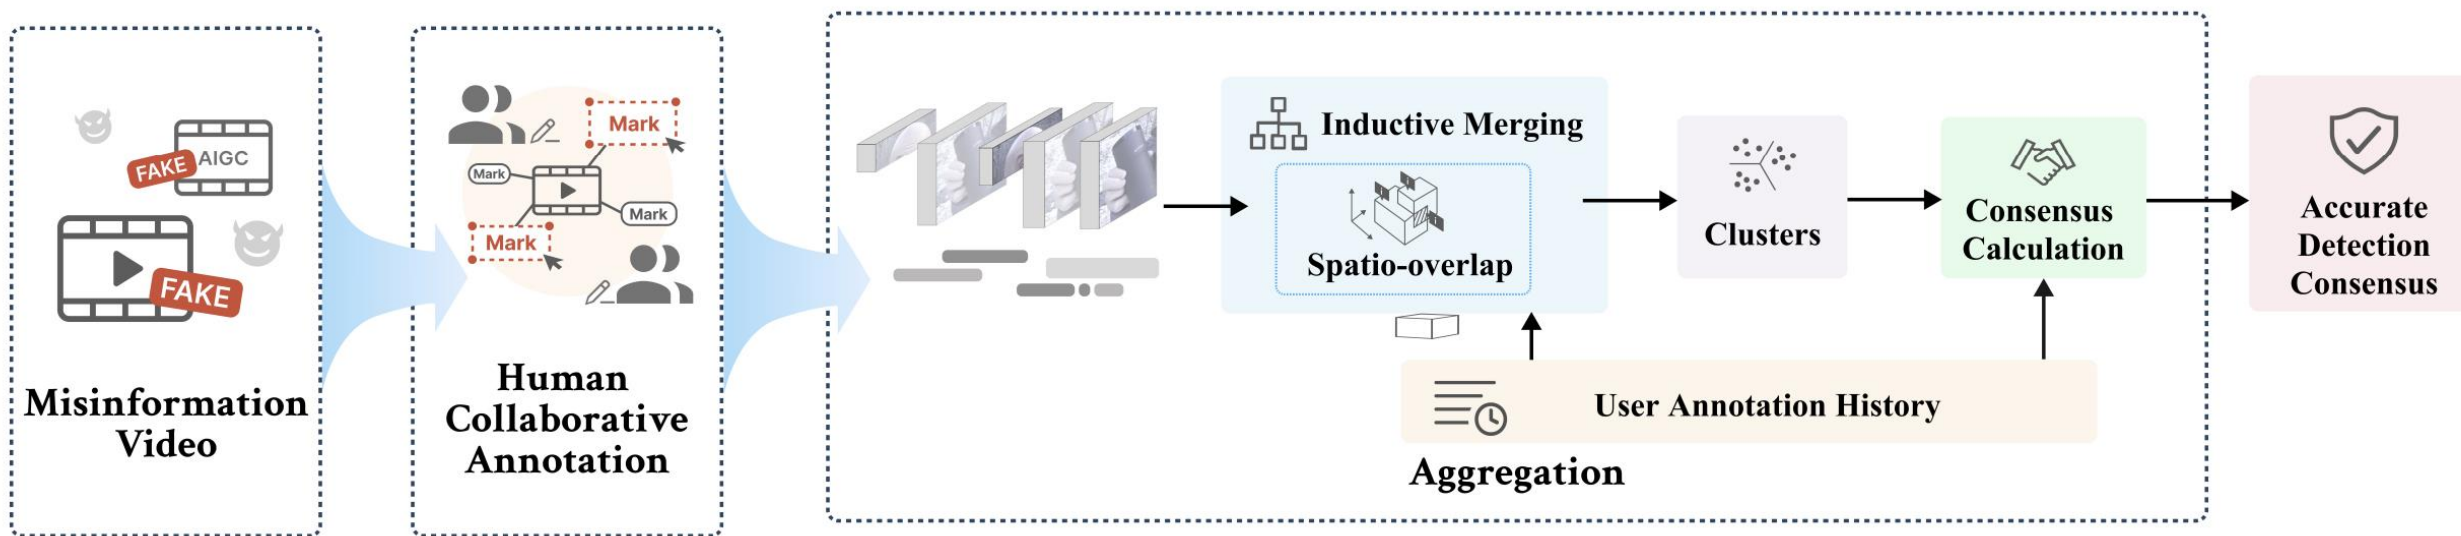 FAKE
AIGC
FAKE
Misinformation
Video
Mark
Mark
Mark
Mark
Human
Collaborative
Annotation
Inductive Merging
Spatio-overlap
Clusters
Consensus
Calculation
User Annotation History
Aggregation
Accurate
Detection
Consensus